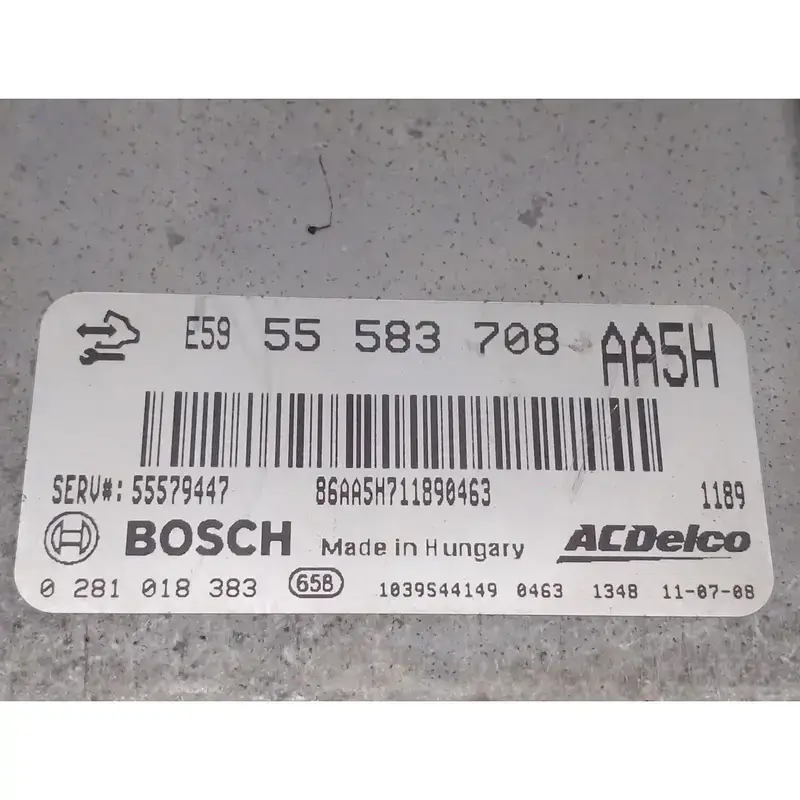 E59 55 583 708 AA5H
SERV#: 55579447 86AA5H711890463 1189
BOSCH Made in Hungary ACDelco
0 281 018 383 658 1039S44149 0463 1348 11-07-08